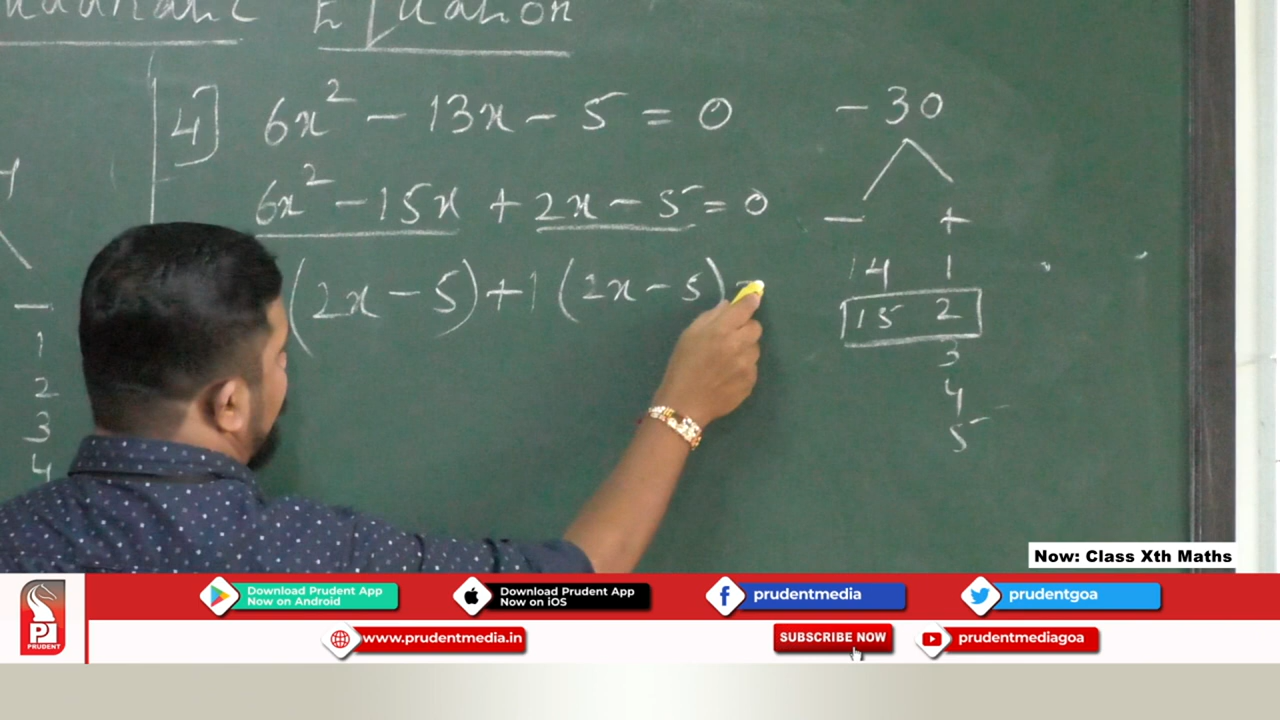 Equation
4] 6x² - 13x - 5 = 0
6x² - 15x + 2x - 5 = 0
(2x - 5) + 1 (2x - 5) =
- 30
- +
14 1
15 2
3
4
5
-
1
2
3
4
Now: Class Xth Maths
PRUDENT
Download Prudent App
Now on Android
Download Prudent App
Now on iOS
prudentmedia
prudentgoa
www.prudentmedia.in
SUBSCRIBE NOW
prudentmediagoa